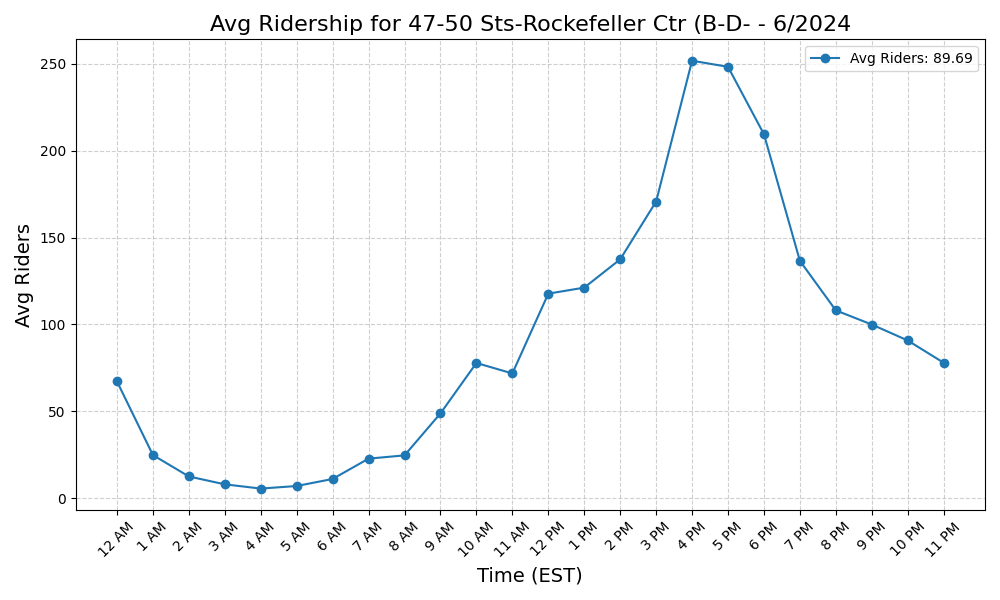 Avg Ridership for 47-50 Sts-Rockefeller Ctr (B-D- - 6/2024
Avg Riders: 89.69
Avg Riders
250
200
150
100
50
0
12 AM
1 AM
2 AM
3 AM
4 AM
5 AM
6 AM
7 AM
8 AM
9 AM
10 AM
11 AM
12 PM
1 PM
2 PM
3 PM
4 PM
5 PM
6 PM
7 PM
8 PM
9 PM
10 PM
11 PM
Time (EST)